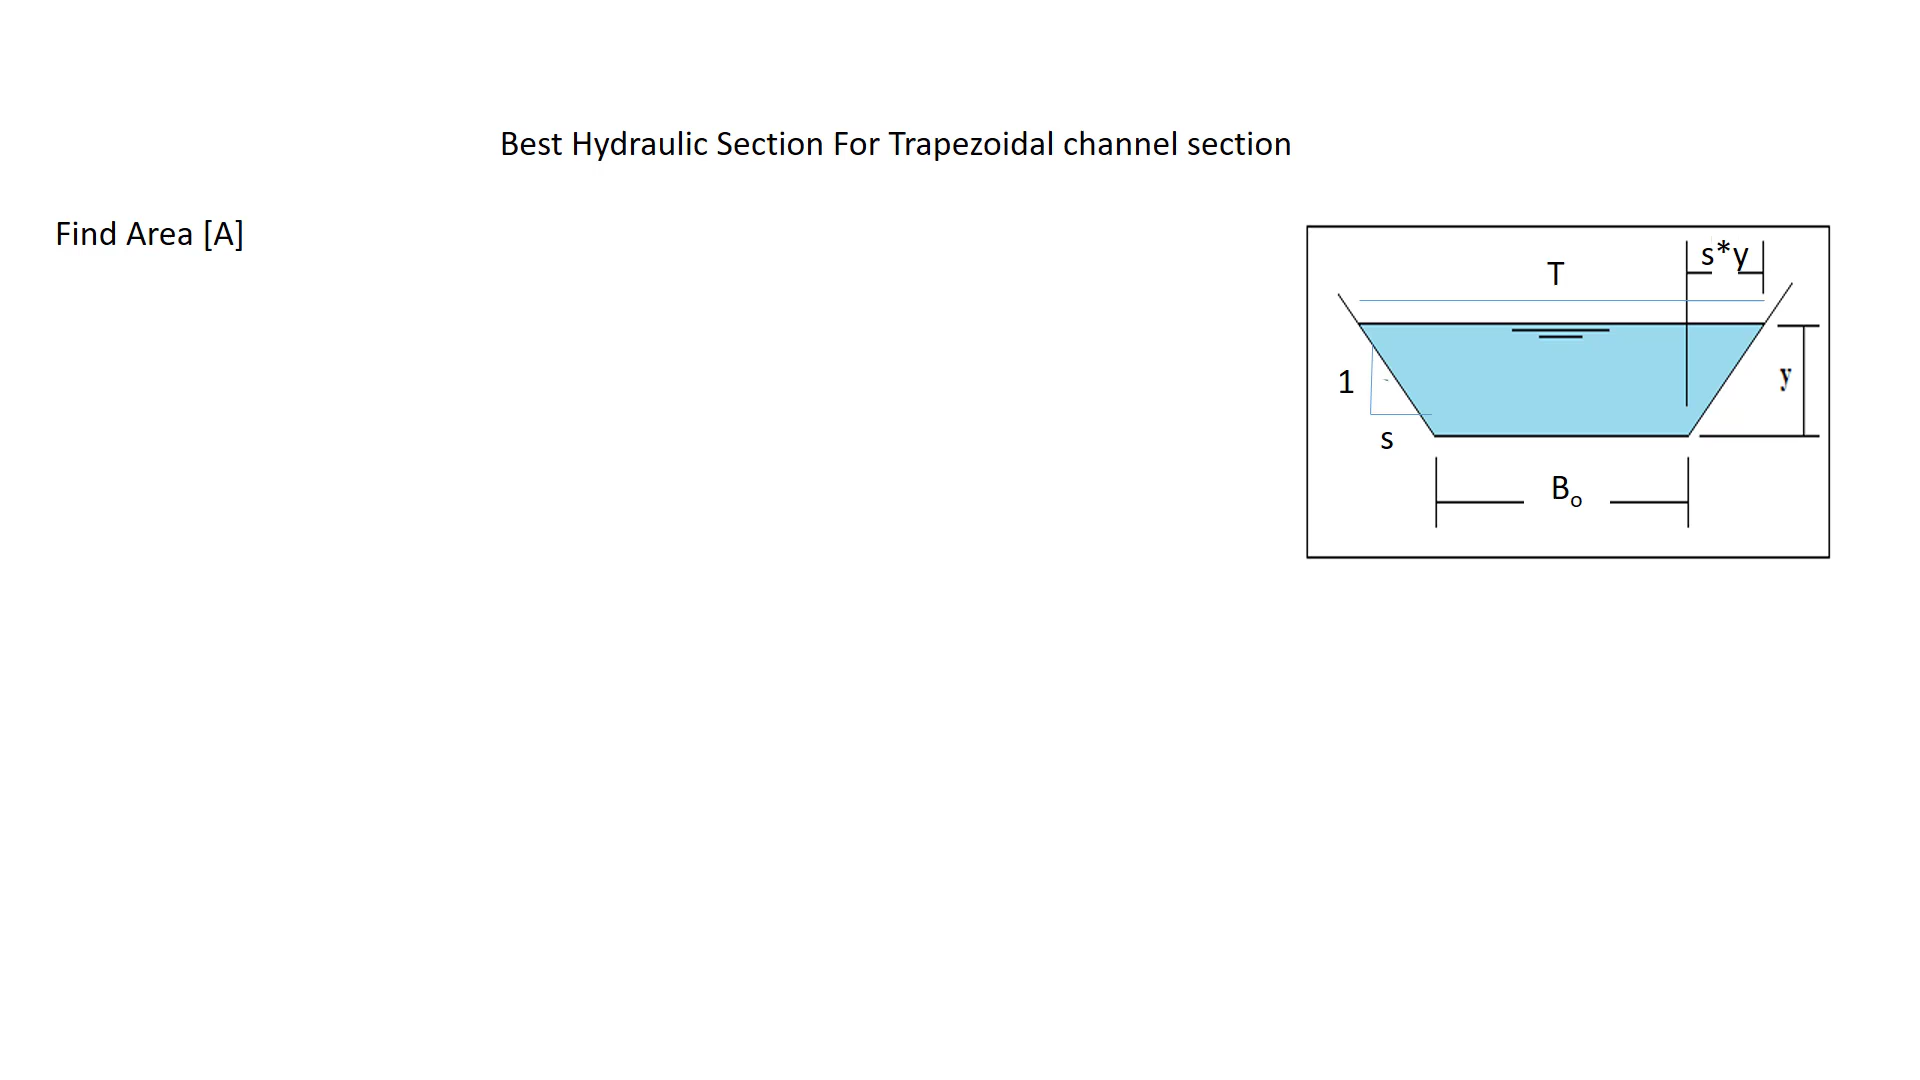 Best Hydraulic Section For Trapezoidal channel section
Find Area [A]
s*y
T
1
y
s
Bo